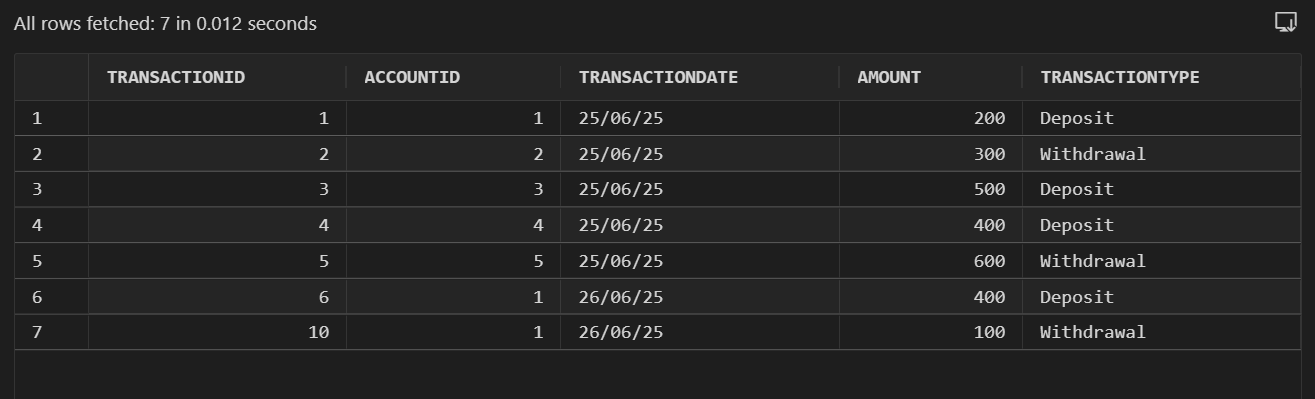 All rows fetched: 7 in 0.012 seconds
TRANSACTIONID ACCOUNTID TRANSACTIONDATE AMOUNT TRANSACTIONTYPE
1 1 1 25/06/25 200 Deposit
2 2 2 25/06/25 300 Withdrawal
3 3 3 25/06/25 500 Deposit
4 4 4 25/06/25 400 Deposit
5 5 5 25/06/25 600 Withdrawal
6 6 1 26/06/25 400 Deposit
7 10 1 26/06/25 100 Withdrawal